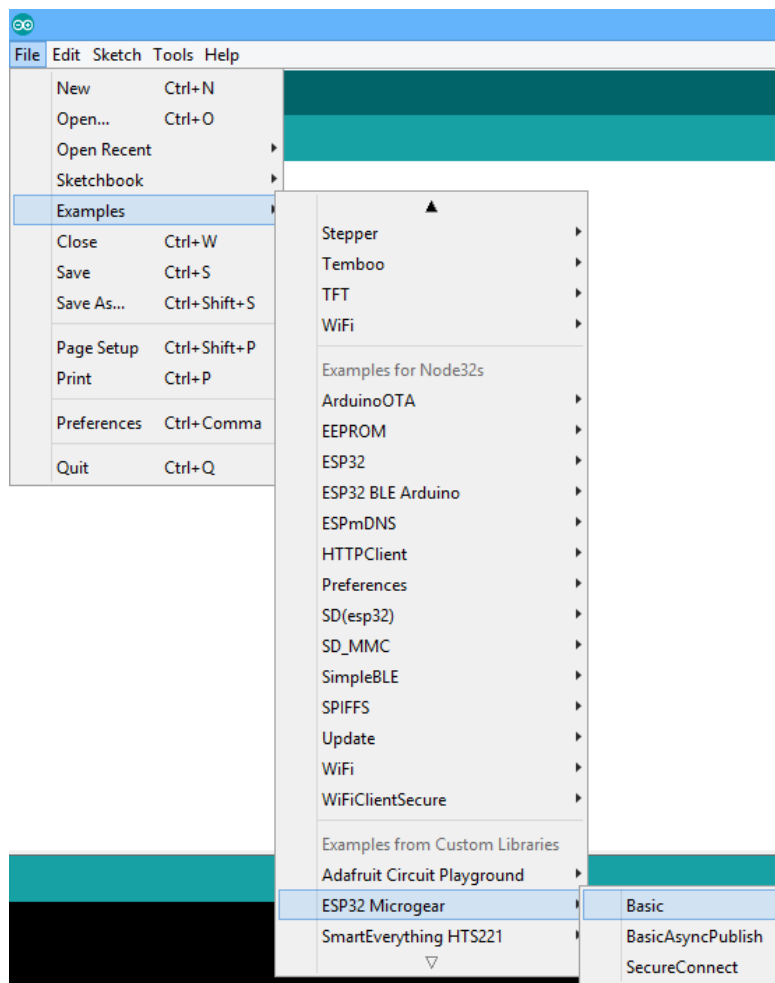 File Edit Sketch Tools Help
New Ctrl+N
Open... Ctrl+O
Open Recent
Sketchbook
Examples
Close Ctrl+W
Save Ctrl+S
Save As... Ctrl+Shift+S
Page Setup Ctrl+Shift+P
Print Ctrl+P
Preferences Ctrl+Comma
Quit Ctrl+Q
Stepper
Temboo
TFT
WiFi
Examples for Node32s
ArduinoOTA
EEPROM
ESP32
ESP32 BLE Arduino
ESPmDNS
HTTPClient
Preferences
SD(esp32)
SD_MMC
SimpleBLE
SPIFFS
Update
WiFi
WiFiClientSecure
Examples from Custom Libraries
Adafruit Circuit Playground
ESP32 Microgear
SmartEverything HTS221
Basic
BasicAsyncPublish
SecureConnect